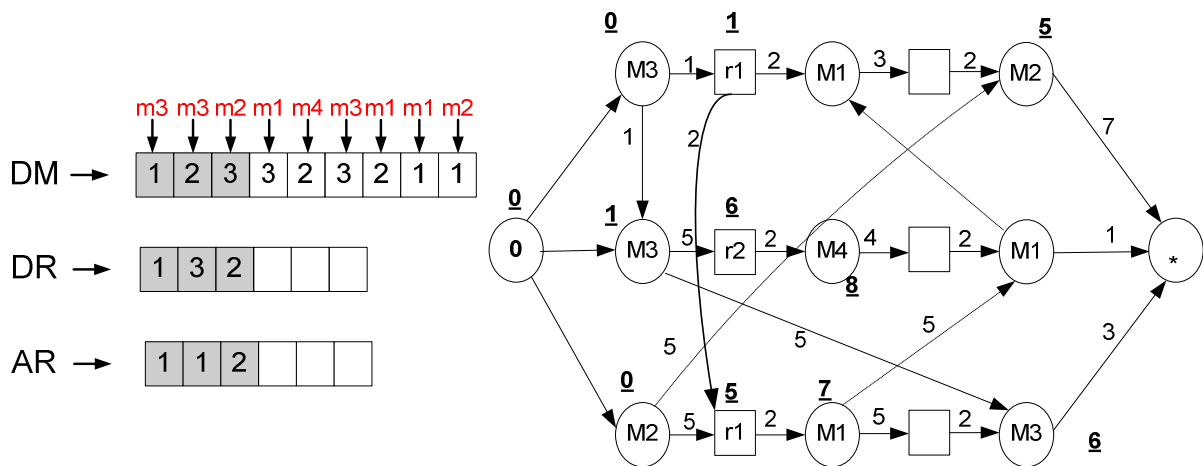 m3 m3 m2 m1 m4 m3 m1 m1 m2
DM 1 2 3 3 2 3 2 1 1
DR 1 3 2
AR 1 1 2
0 1 5
M3 1 r1 2 M1 3 2 M2
1 2 7
0 1 6
0 M3 5 r2 2 M4 4 2 M1 1 *
8
5 5 5 3
0 5 7
M2 5 r1 2 M1 5 2 M3 6